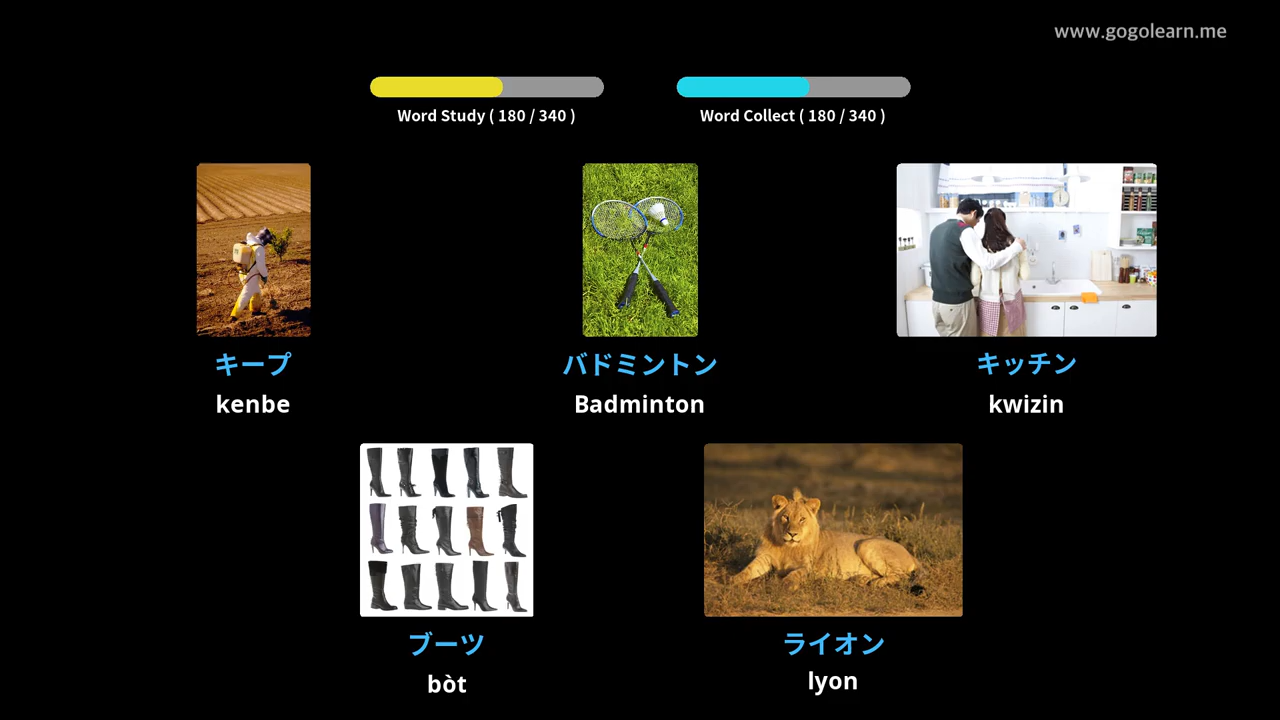 www.gogolearn.me
Word Study ( 180 / 340 )
Word Collect ( 180 / 340 )
キープ
kenbe
バドミントン
Badminton
キッチン
kwizin
ブーツ
bòt
ライオン
lyon